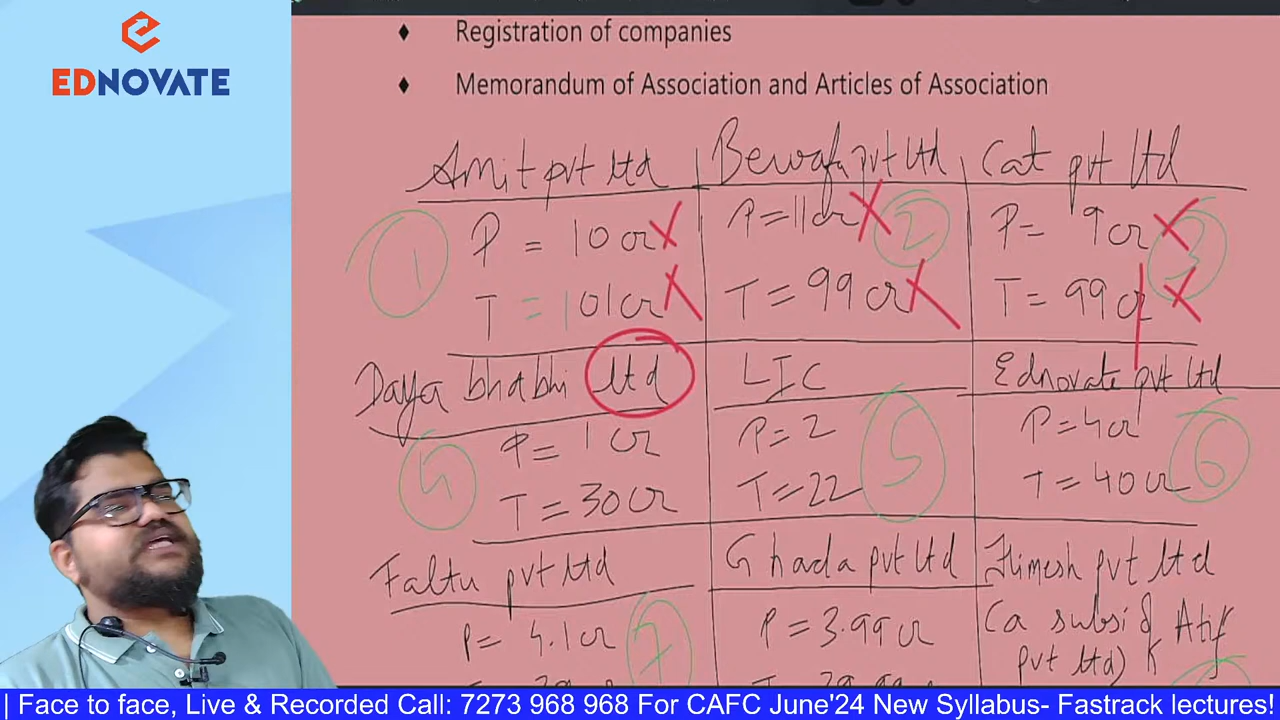 EDNOVATE
Registration of companies
Memorandum of Association and Articles of Association
Amit pvt ltd
Bewafa pvt ltd
Cat pvt ltd
1
P = 10 cr X
T = 101 cr X
P = 11 cr X
2
T = 99 cr X
P = 9 cr X
3
T = 99 cr X
Daya bhabhi ltd
LIC
Ednovate pvt ltd
4
P = 1 cr
T = 30 cr
P = 2
T = 22
5
P = 4 cr
T = 40 cr
6
Faltu pvt ltd
Ghada pvt ltd
Jimesh pvt ltd
P = 4.1 cr
7
P = 3.99 cr
(a subsi of Atif
pvt ltd)
| Face to face, Live & Recorded Call: 7273 968 968 For CAFC June'24 New Syllabus- Fastrack lectures!